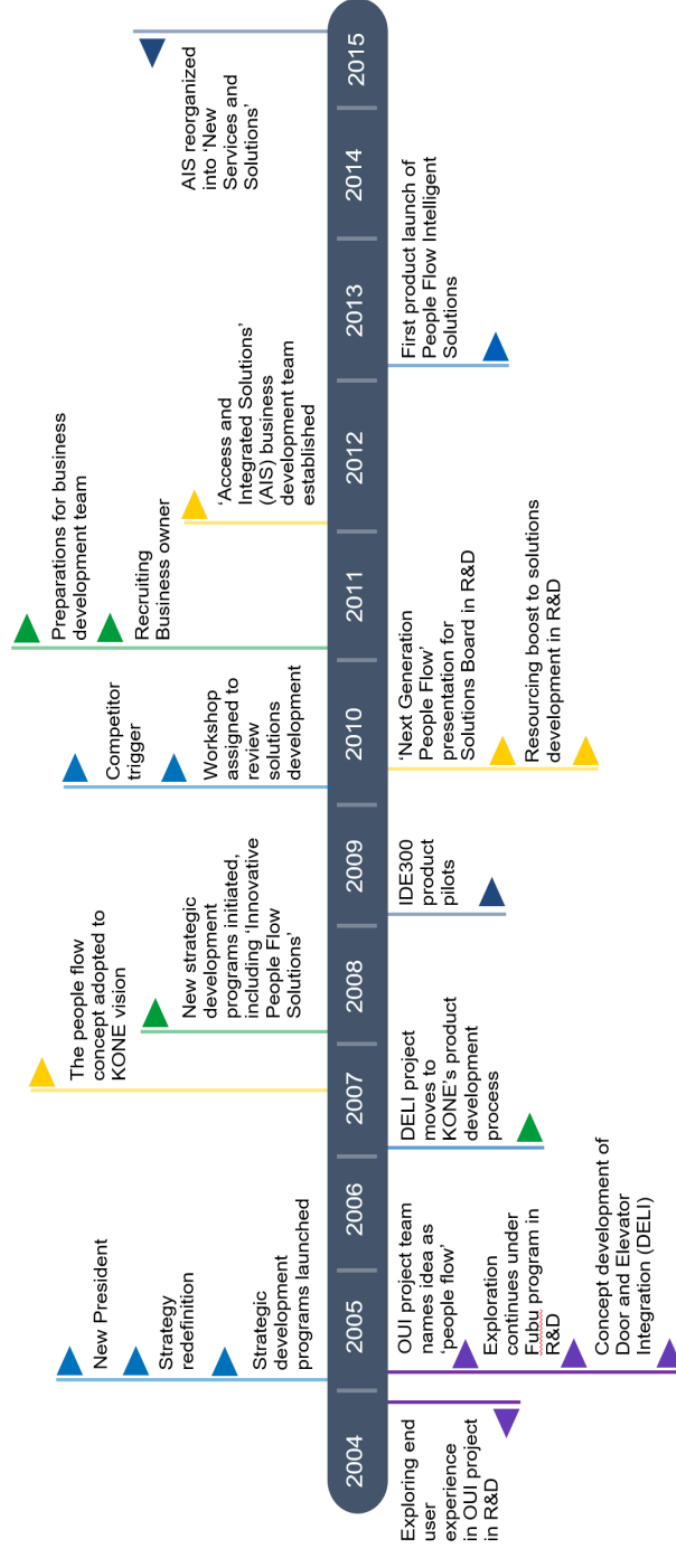 New President
Strategy
redefinition
Strategic
development
programs launched
The people flow
concept adopted to
KONE vision
New strategic
development
programs initiated,
including ‘Innovative
People Flow
Solutions’
Competitor
trigger
Workshop
assigned to
review
solutions
development
Preparations for business
development team
Recruiting
Business owner
‘Access and
Integrated Solutions’
(AIS) business
development team
established
AIS reorganized
into ‘New
Services and
Solutions’
2004
2005
2006
2007
2008
2009
2010
2011
2012
2013
2014
2015
Exploring end
user
experience
in OUI project
in R&D
OUI project team
names idea as
‘people flow’
Exploration
continues under
Fubu program in
R&D
Concept development of
Door and Elevator
Integration (DELI)
DELI project
moves to
KONE’s product
development
process
IDE300
product
pilots
‘Next Generation
People Flow’
presentation for
Solutions Board in R&D
Resourcing boost to solutions
development in R&D
First product launch of
People Flow Intelligent
Solutions